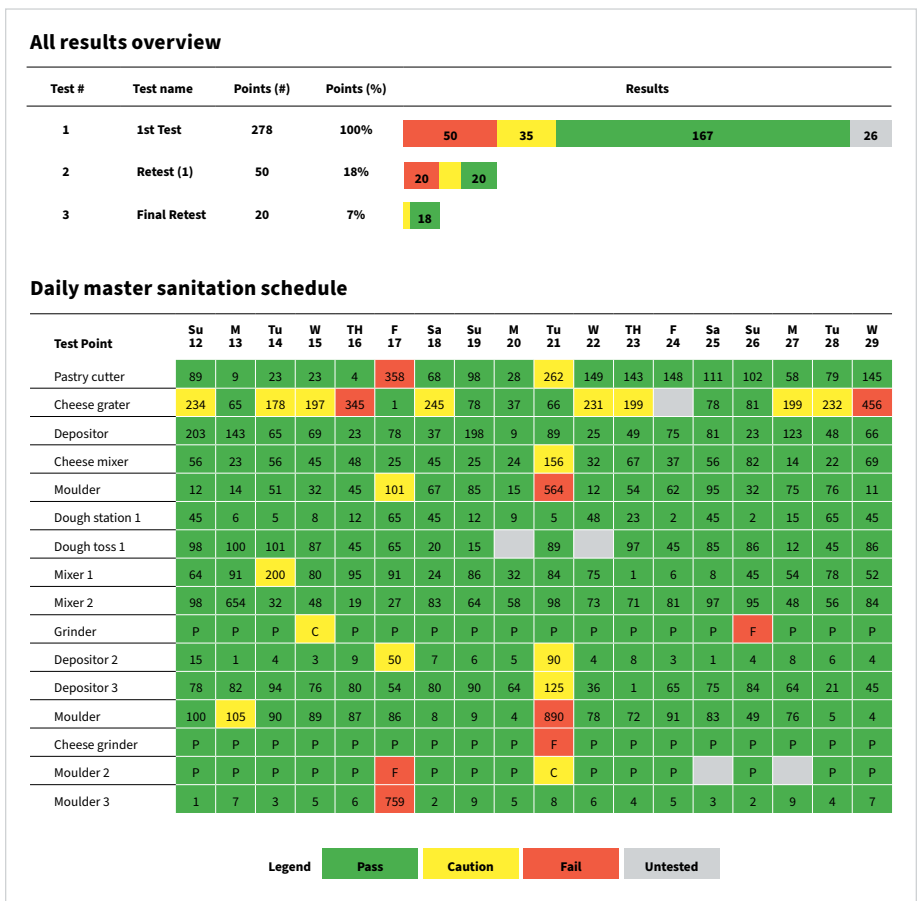 All results overview
Test # Test name Points (#) Points (%) Results
1 1st Test 278 100% 50 35 167 26
2 Retest (1) 50 18% 20 20
3 Final Retest 20 7% 18
Daily master sanitation schedule
Su M Tu W TH F Sa Su M Tu W TH F Sa Su M Tu W
Test Point 12 13 14 15 16 17 18 19 20 21 22 23 24 25 26 27 28 29
Pastry cutter 89 9 23 23 4 358 68 98 28 262 149 143 148 111 102 58 79 145
Cheese grater 234 65 178 197 345 1 245 78 37 66 231 199 78 81 199 232 456
Depositor 203 143 65 69 23 78 37 198 9 89 25 49 75 81 23 123 48 66
Cheese mixer 56 23 56 45 48 25 45 25 24 156 32 67 37 56 82 14 22 69
Moulder 12 14 51 32 45 101 67 85 15 564 12 54 62 95 32 75 76 11
Dough station 1 45 6 5 8 12 65 45 12 9 5 48 23 2 45 2 15 65 45
Dough toss 1 98 100 101 87 45 65 20 15 89 97 45 85 86 12 45 86
Mixer 1 64 91 200 80 95 91 24 86 32 84 75 1 6 8 45 54 78 52
Mixer 2 98 654 32 48 19 27 83 64 58 98 73 71 81 97 95 48 56 84
Grinder P P P C P P P P P P P P P P F P P P
Depositor 2 15 1 4 3 9 50 7 6 5 90 4 8 3 1 4 8 6 4
Depositor 3 78 82 94 76 80 54 80 90 64 125 36 1 65 75 84 64 21 45
Moulder 100 105 90 89 87 86 8 9 4 890 78 72 91 83 49 76 5 4
Cheese grinder P P P P P P P P P F P P P P P P P P
Moulder 2 P P P P P F P P P C P P P P P P
Moulder 3 1 7 3 5 6 759 2 9 5 8 6 4 5 3 2 9 4 7
Legend Pass Caution Fail Untested